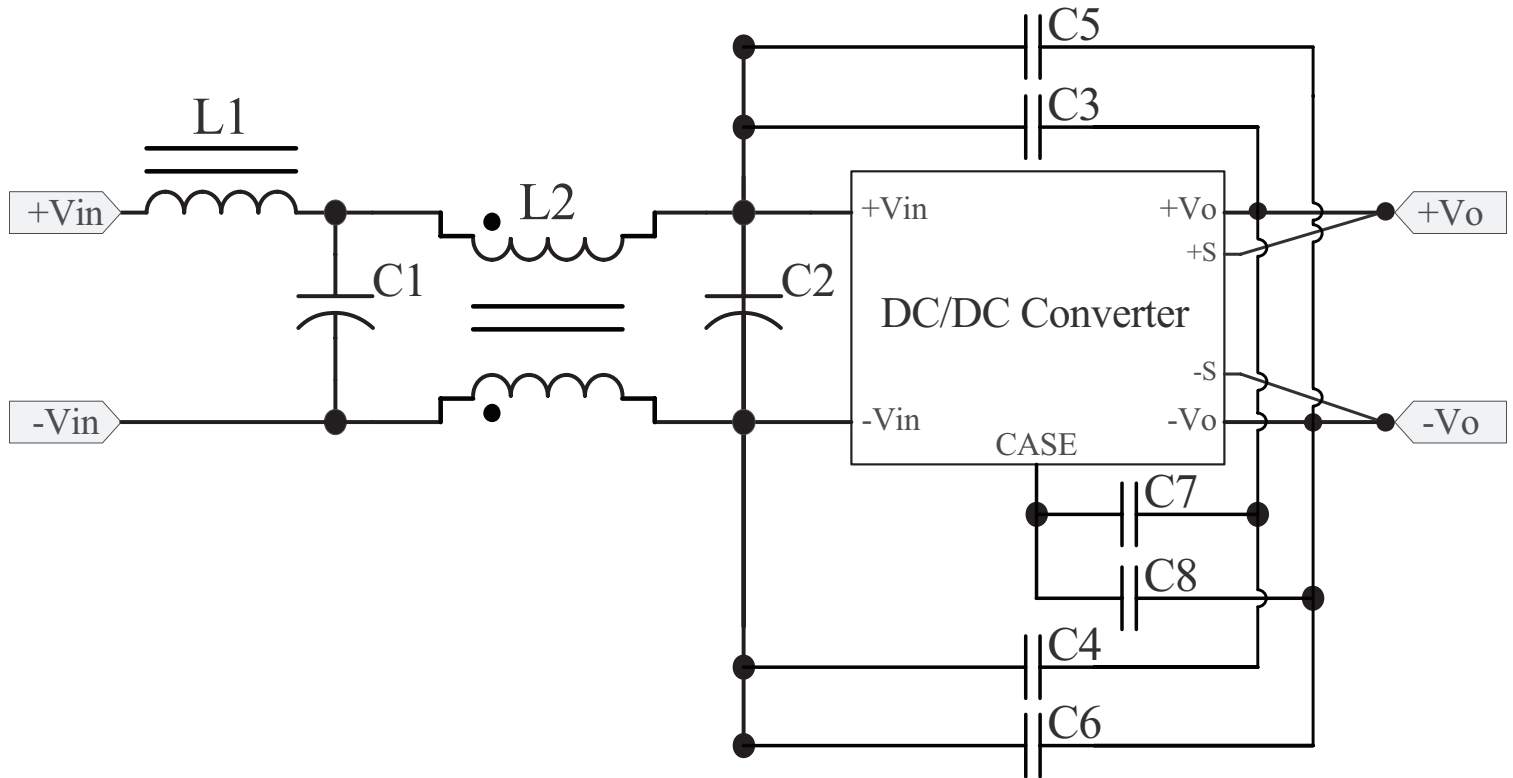 C5
C3
L1
L2
+Vin
+Vin
+Vo
+Vo
+S
C1
C2
DC/DC Converter
-S
-Vin
-Vin
-Vo
-Vo
CASE
C7
C8
C4
C6